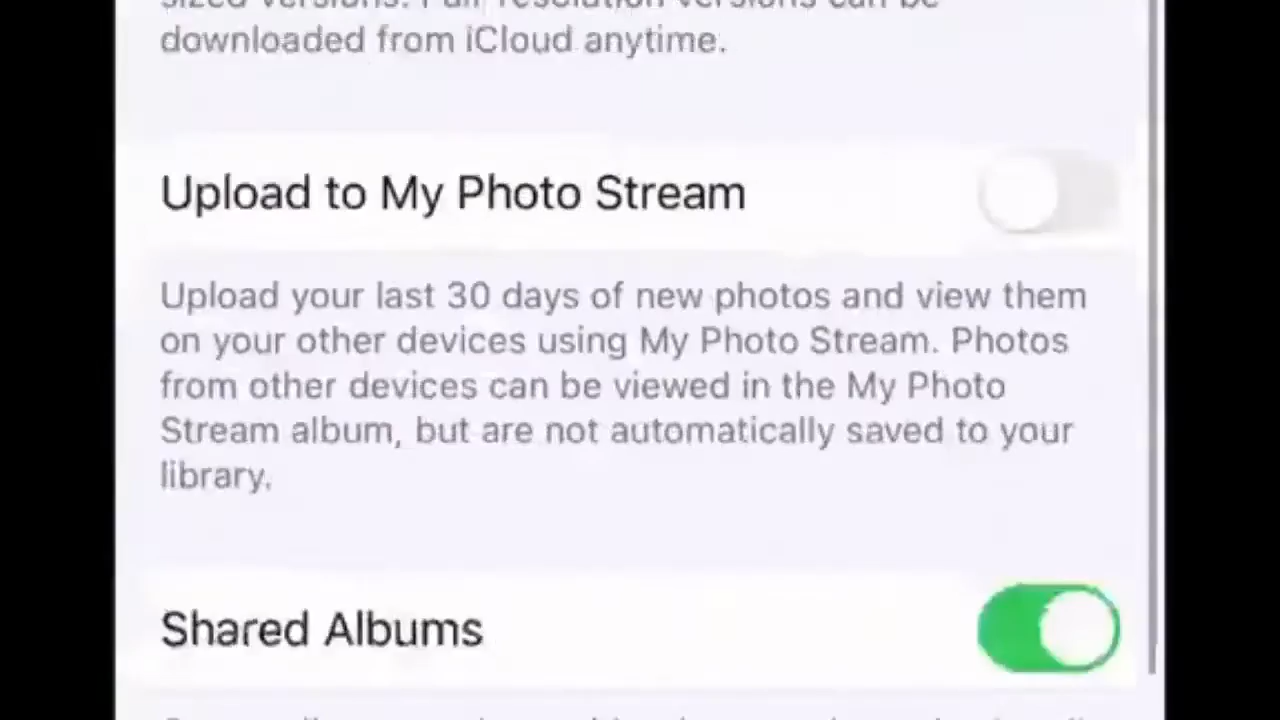 sized versions. Full-resolution versions can be
downloaded from iCloud anytime.
Upload to My Photo Stream
Upload your last 30 days of new photos and view them
on your other devices using My Photo Stream. Photos
from other devices can be viewed in the My Photo
Stream album, but are not automatically saved to your
library.
Shared Albums